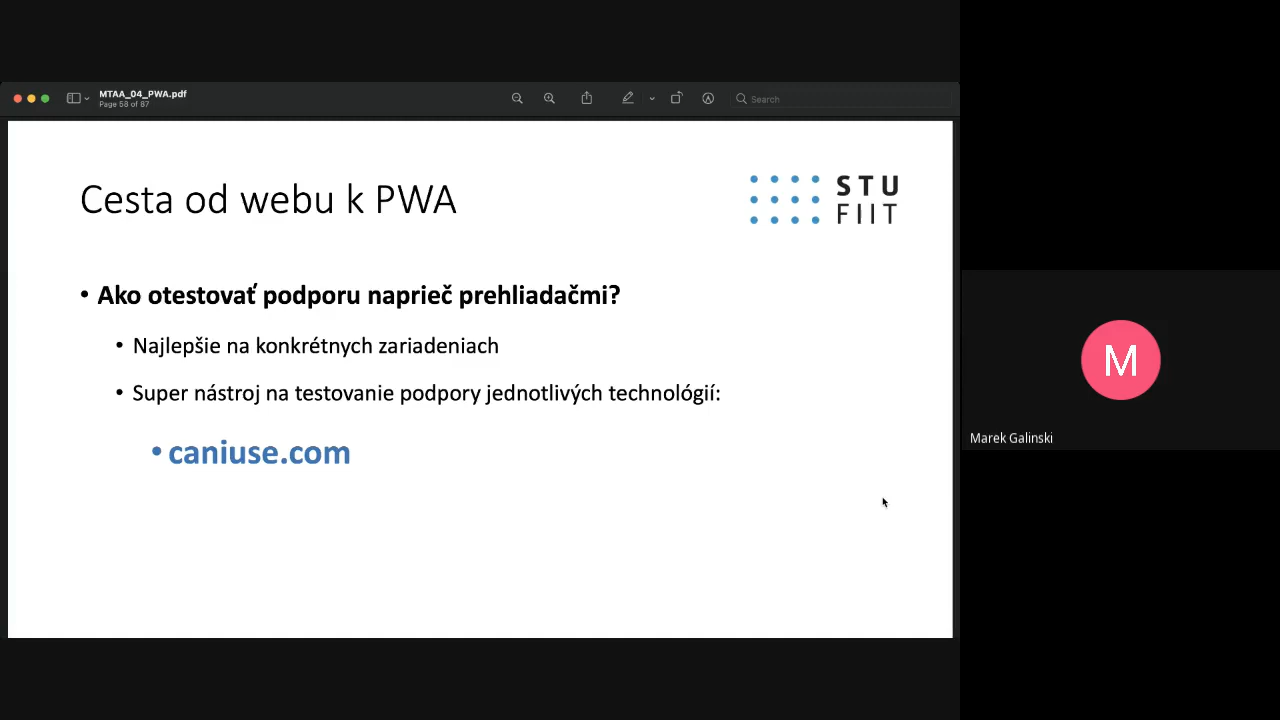 MTAA_04_PWA.pdf
Page 58 of 87
Search
Cesta od webu k PWA
STU
FIIT
• Ako otestovať podporu naprieč prehliadačmi?
• Najlepšie na konkrétnych zariadeniach
• Super nástroj na testovanie podpory jednotlivých technológií:
• caniuse.com
M
Marek Galinski